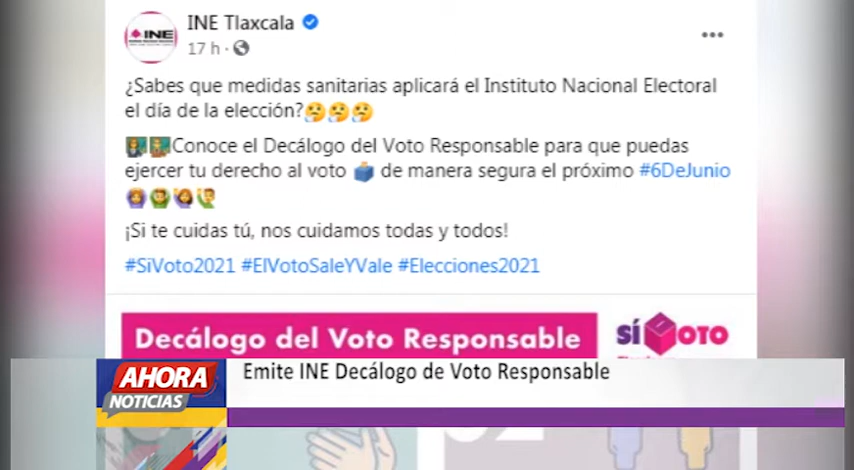 INE
INE Tlaxcala
17 h ·
¿Sabes que medidas sanitarias aplicará el Instituto Nacional Electoral
el día de la elección?🤔🤔🤔
Conoce el Decálogo del Voto Responsable para que puedas
ejercer tu derecho al voto 🗳️ de manera segura el próximo #6DeJunio
¡Si te cuidas tú, nos cuidamos todas y todos!
#SiVoto2021 #ElVotoSaleYVale #Elecciones2021
Decálogo del Voto Responsable
SÍ VOTO
AHORA
NOTICIAS
Emite INE Decálogo de Voto Responsable